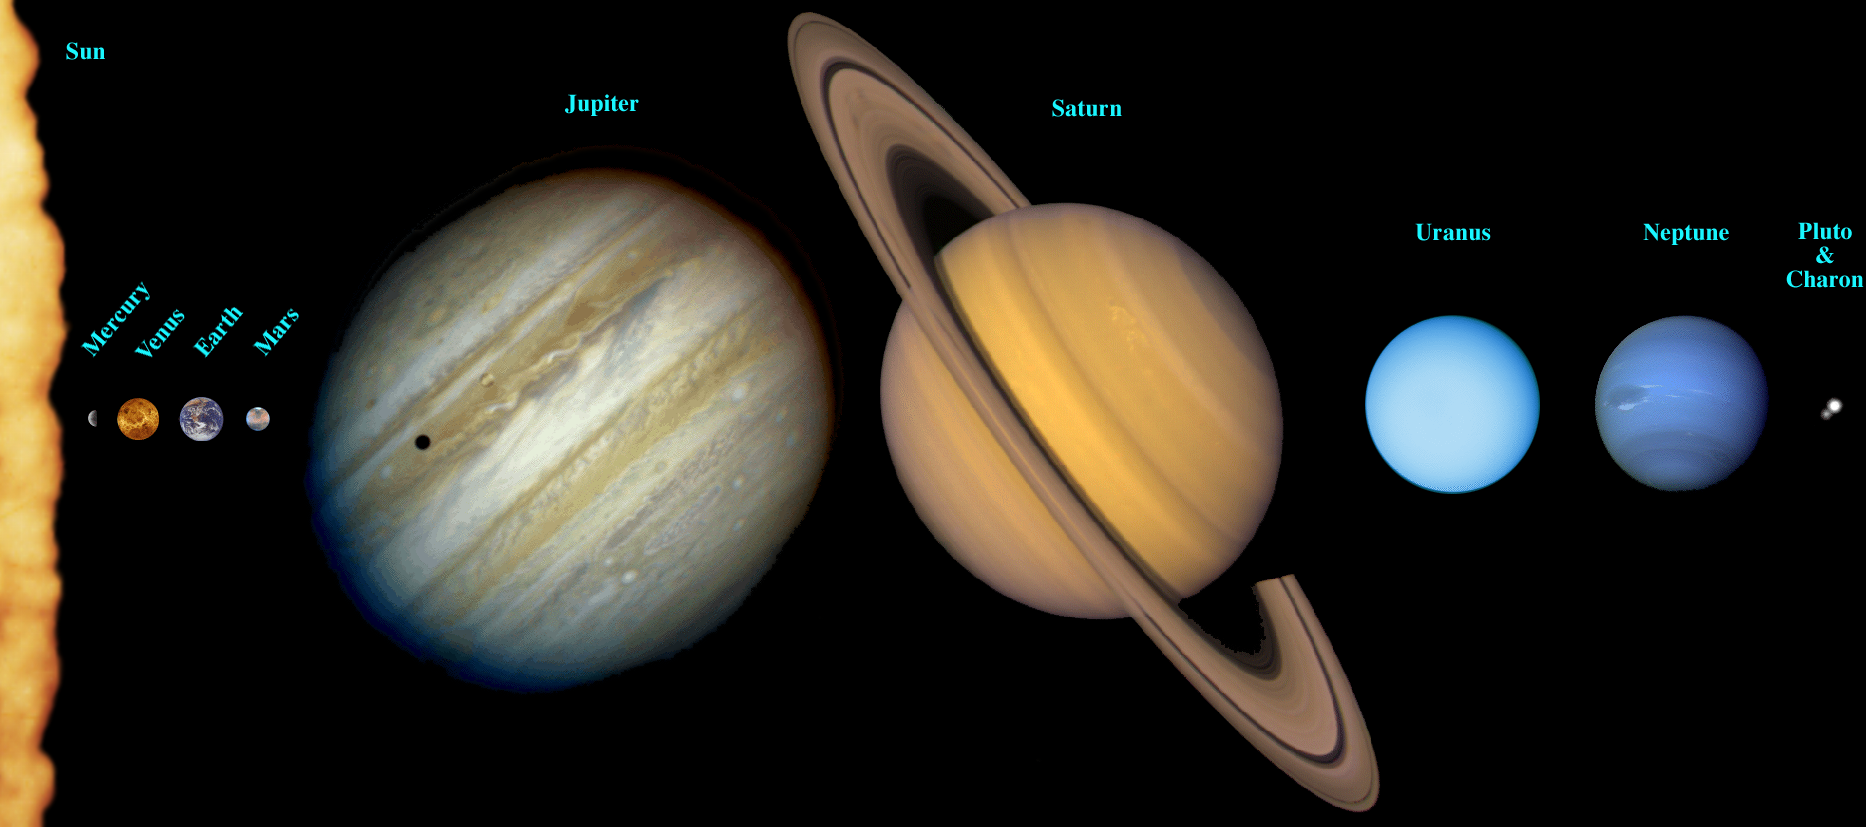 Sun
Mercury
Venus
Earth
Mars
Jupiter
Saturn
Uranus
Neptune
Pluto
&
Charon